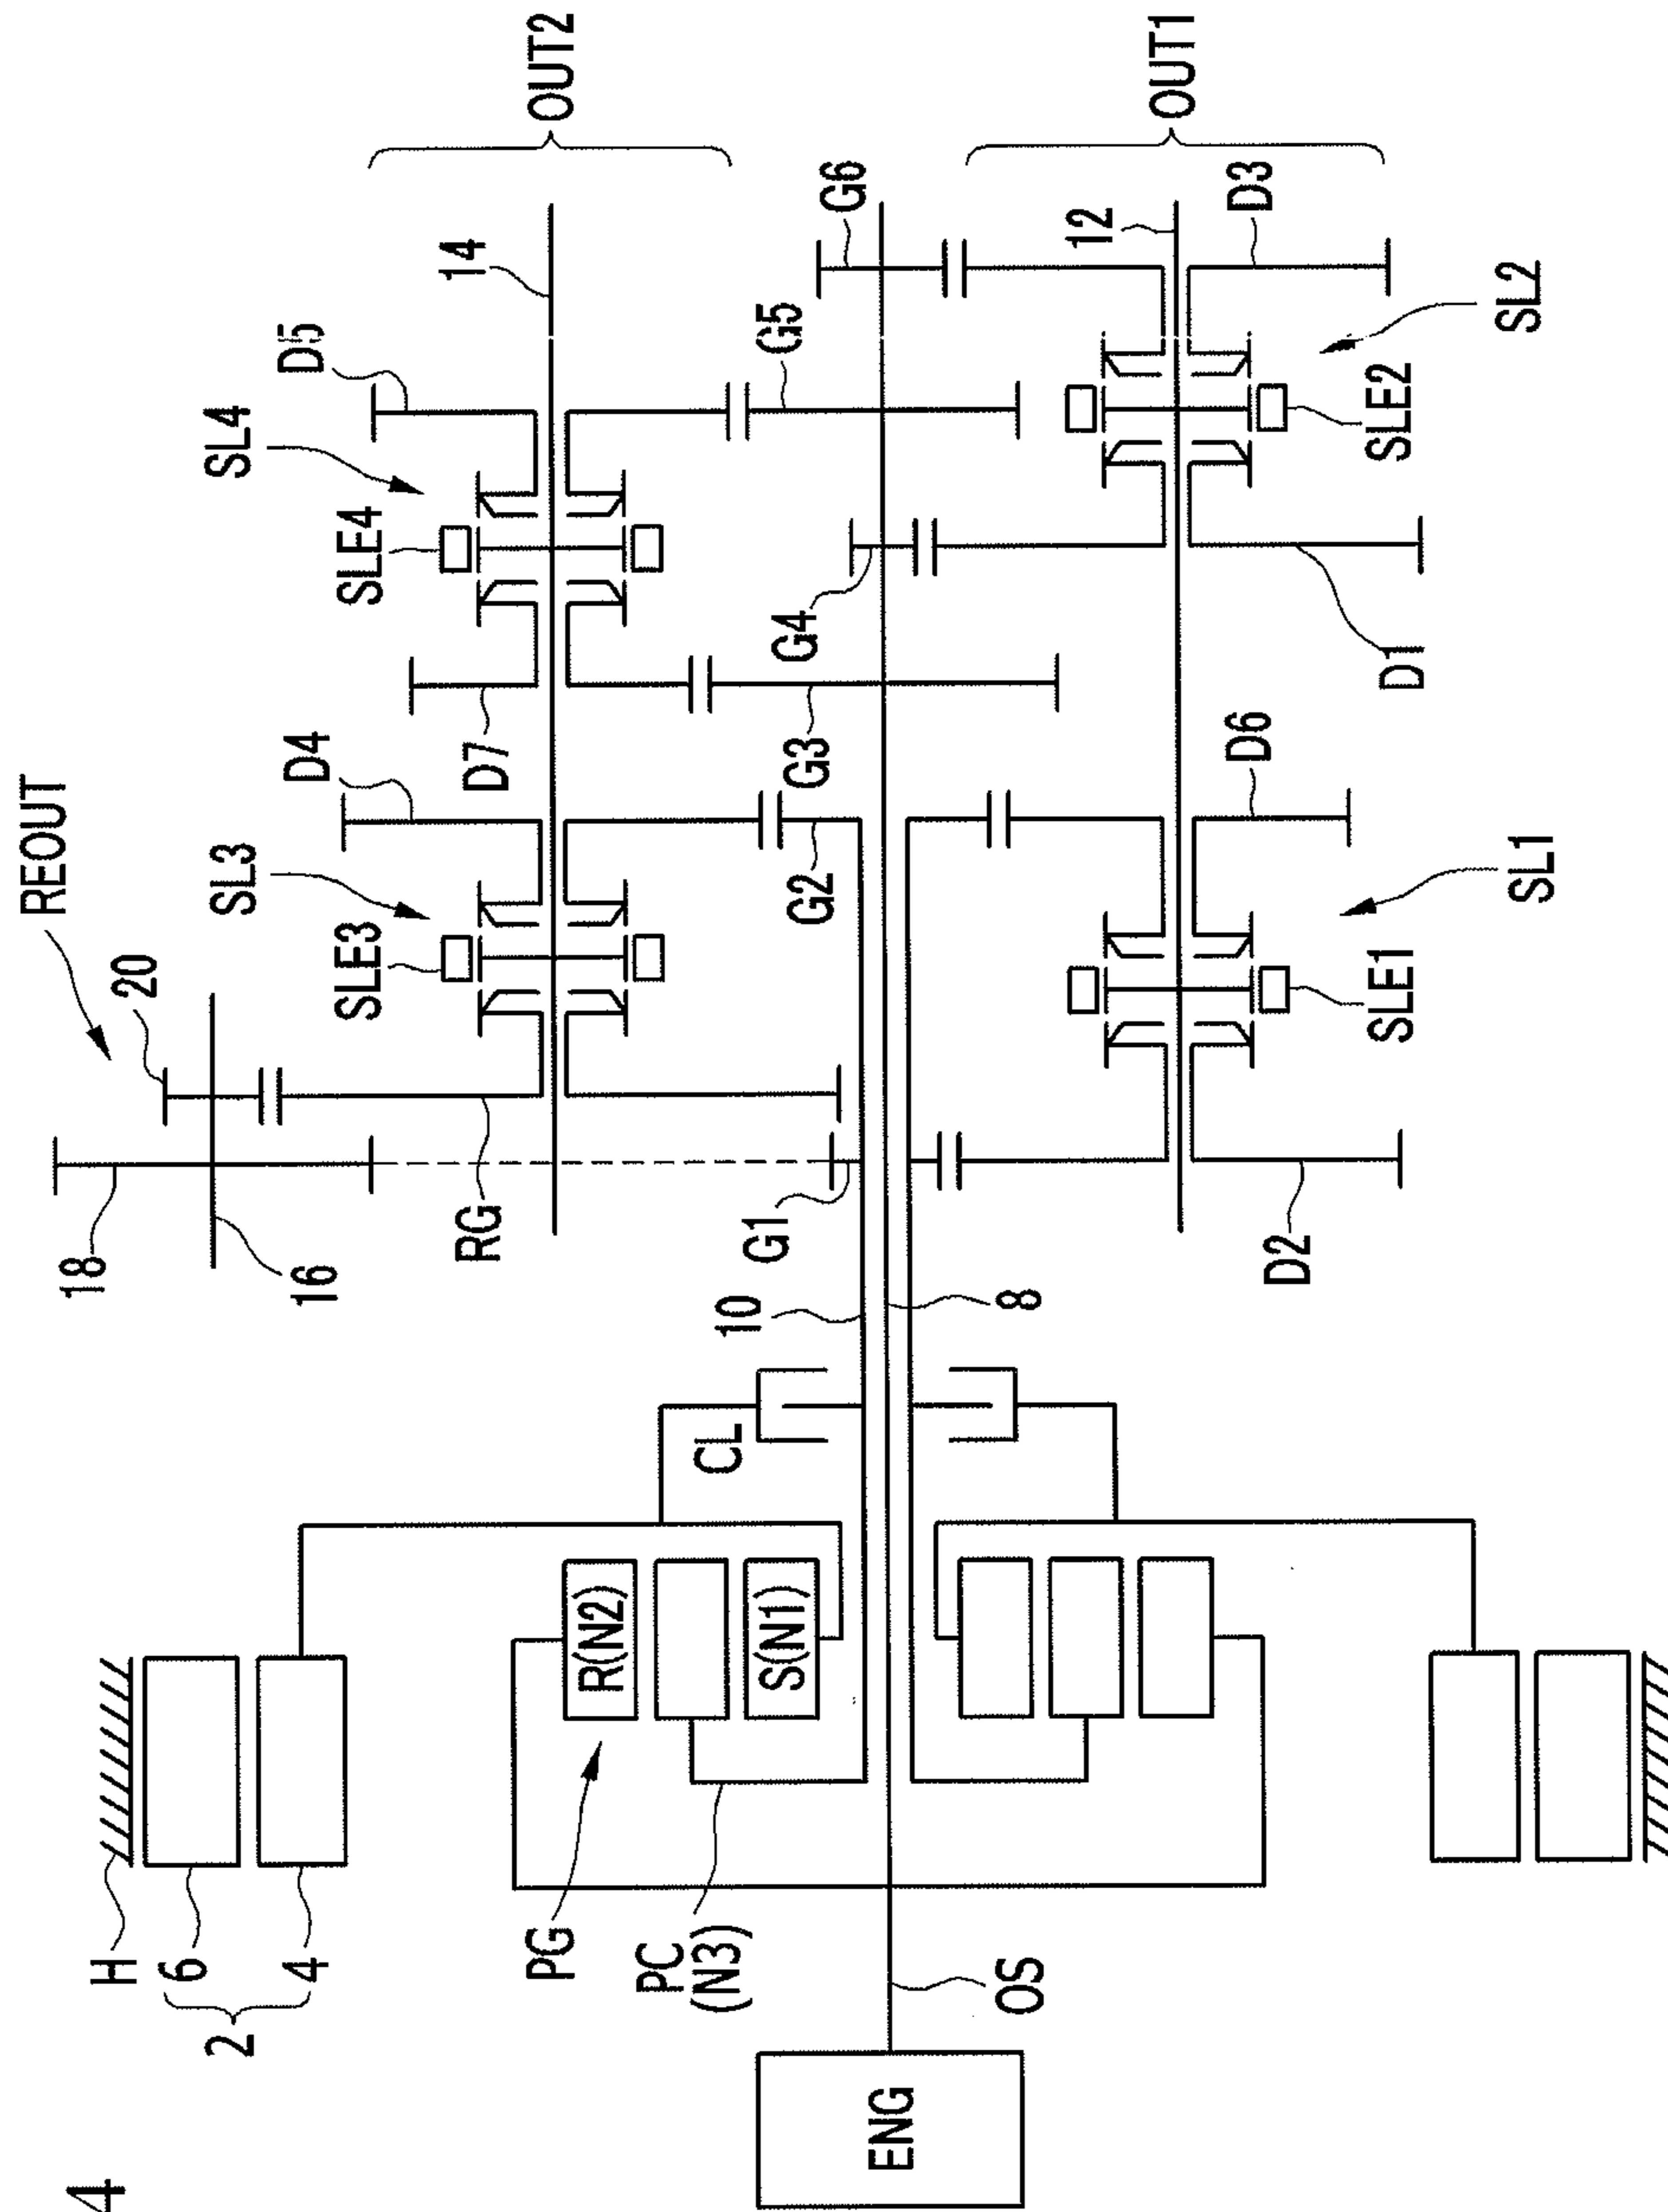 4
REOUT
20
18
16
RG
SL3
SLE3
D4
D7
SL4
SLE4
D5
14
OUT2
H
6
4
2
PG
PC
(N3)
R(N2)
S(N1)
CL
10
8
G1
G2
G3
G4
G5
G6
ENG
OS
D2
SLE1
SL1
D6
D1
SLE2
SL2
12
D3
OUT1